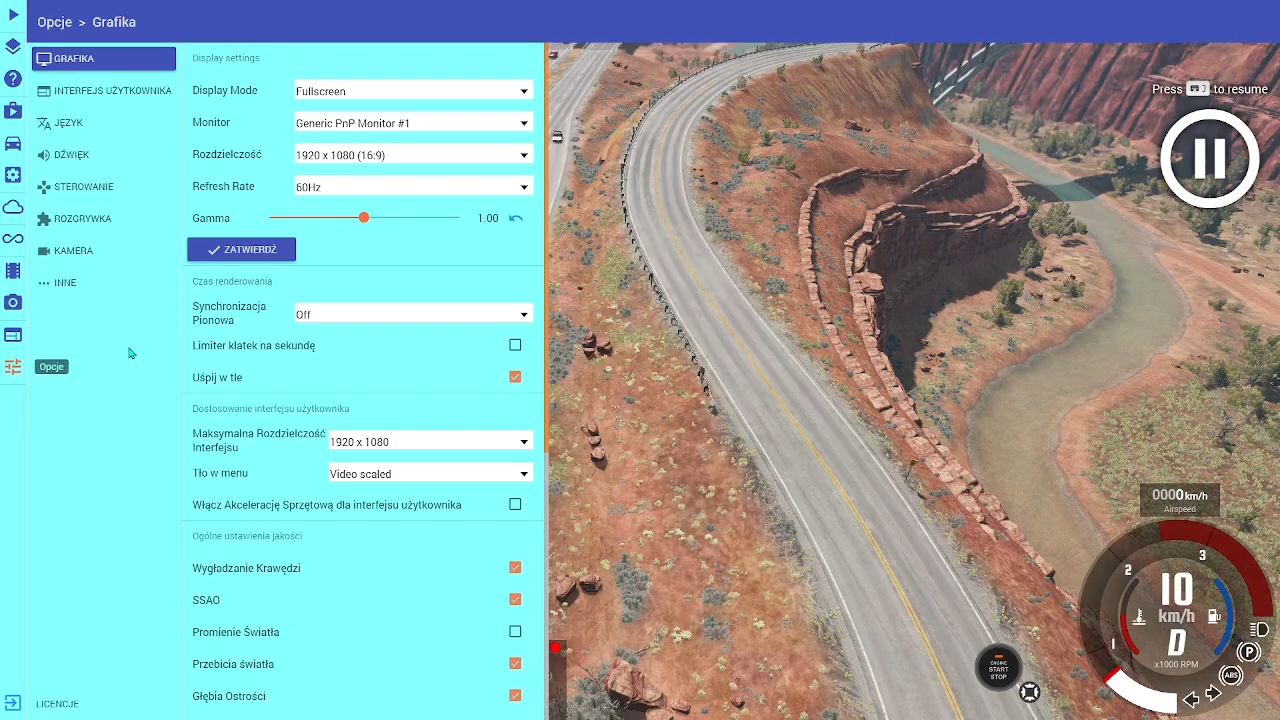 Opcje > Grafika
GRAFIKA
INTERFEJS UŻYTKOWNIKA
JĘZYK
DŹWIĘK
STEROWANIE
ROZGRYWKA
KAMERA
INNE
Opcje
LICENCJE
Display settings
Display Mode Fullscreen
Monitor Generic PnP Monitor #1
Rozdzielczość 1920 x 1080 (16:9)
Refresh Rate 60Hz
Gamma 1.00
ZATWIERDŹ
Czas renderowania
Synchronizacja
Pionowa Off
Limiter klatek na sekundę
Uśpij w tle
Dostosowanie interfejsu użytkownika
Maksymalna Rozdzielczość
Interfejsu 1920 x 1080
Tło w menu Video scaled
Włącz Akcelerację Sprzętową dla interfejsu użytkownika
Ogólne ustawienia jakości
Wygładzanie Krawędzi
SSAO
Promienie Światła
Przebicia światła
Głębia Ostrości
Press to resume
0000 km/h
Airspeed
1
2
3
10
km/h
D
x1000 RPM
ENGINE
START
STOP
P
ABS